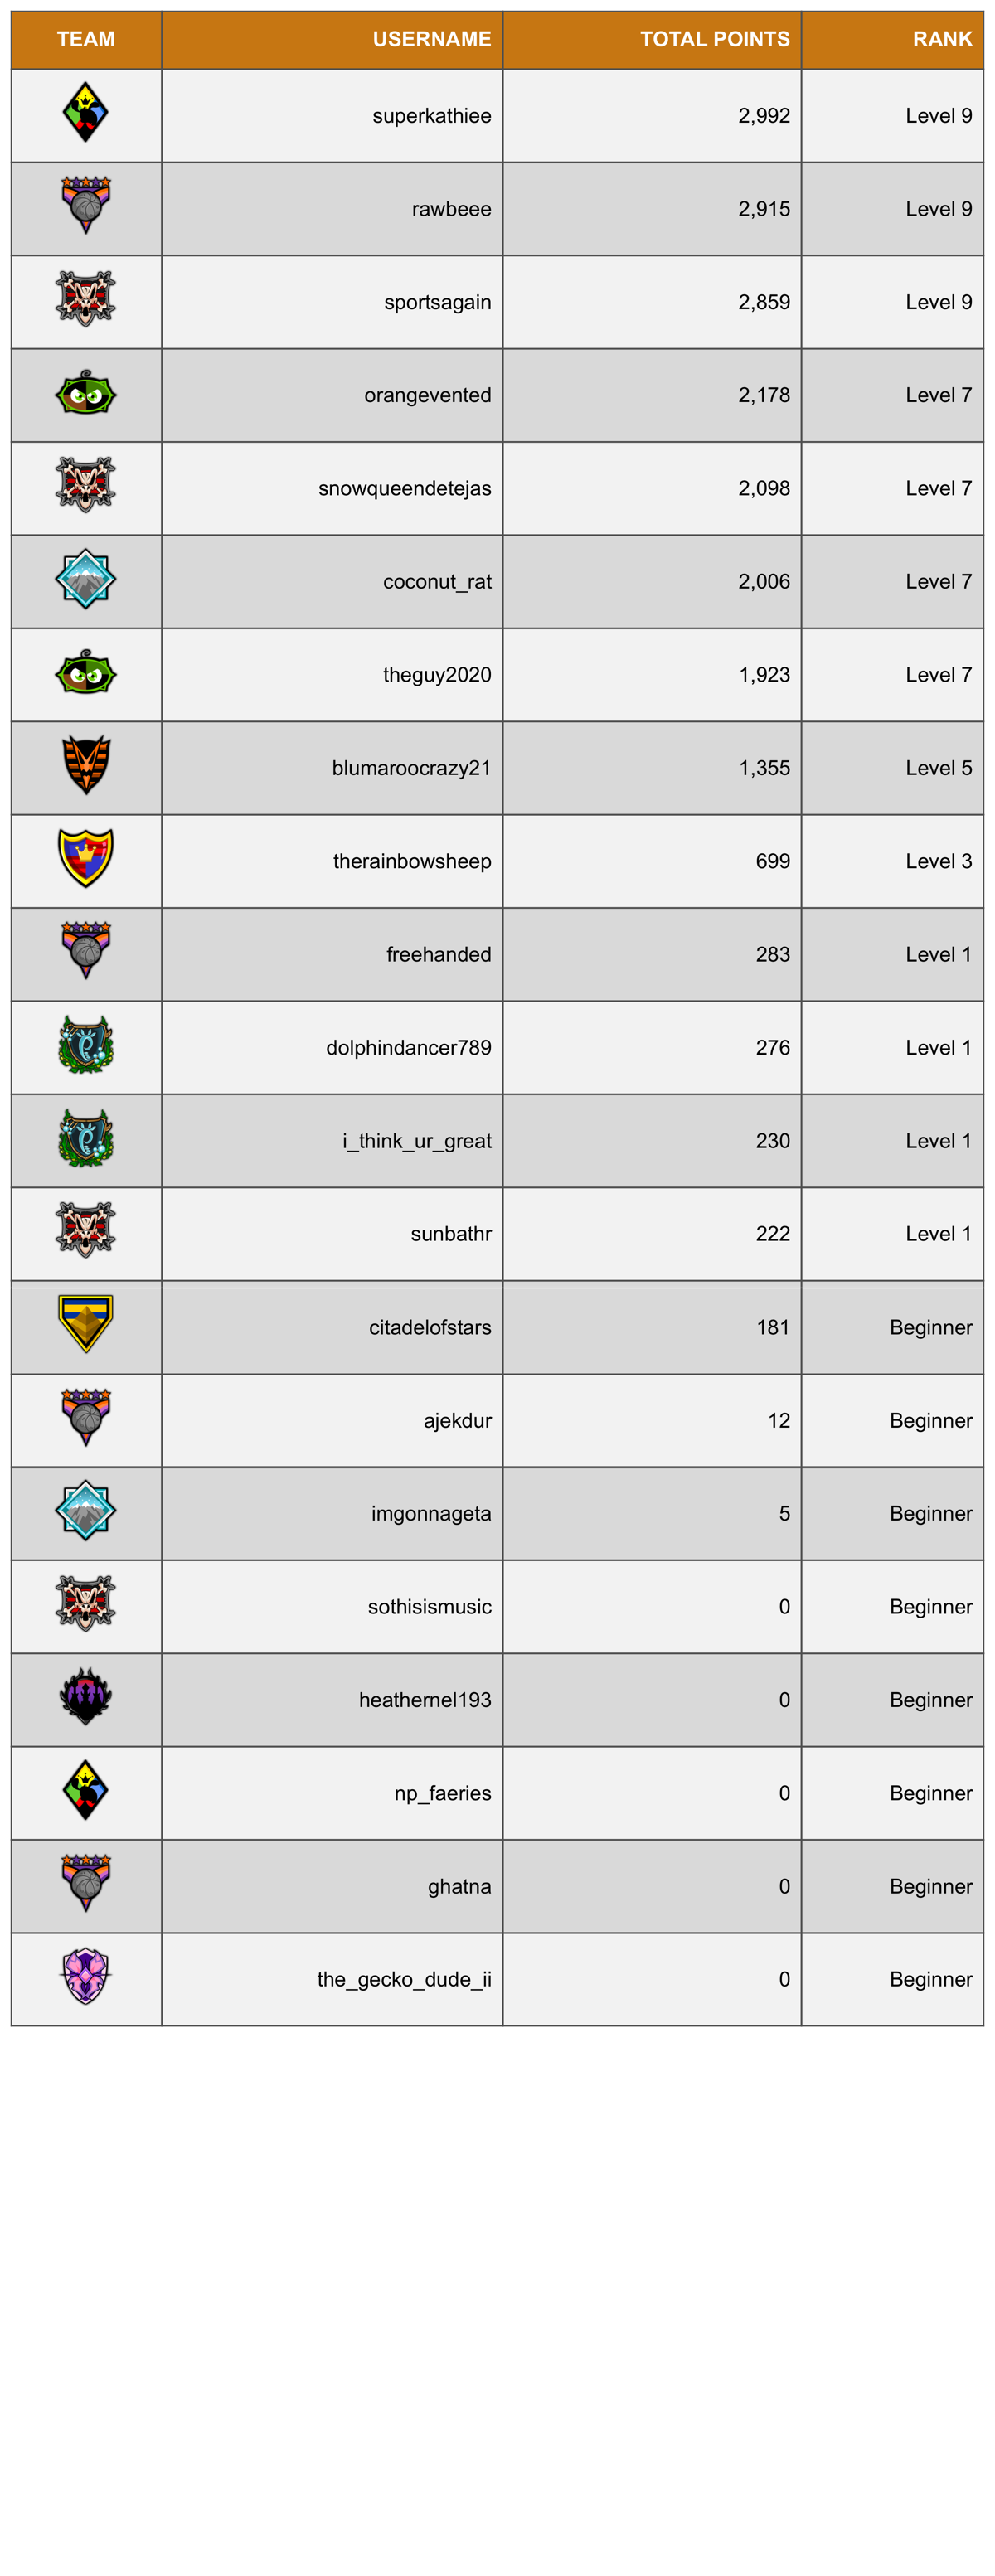 TEAM USERNAME TOTAL POINTS RANK
superkathiee 2,992 Level 9
rawbeee 2,915 Level 9
sportsagain 2,859 Level 9
orangevented 2,178 Level 7
snowqueendetejas 2,098 Level 7
coconut_rat 2,006 Level 7
theguy2020 1,923 Level 7
blumaroocrazy21 1,355 Level 5
therainbowsheep 699 Level 3
freehanded 283 Level 1
dolphindancer789 276 Level 1
i_think_ur_great 230 Level 1
sunbathr 222 Level 1
citadelofstars 181 Beginner
ajekdur 12 Beginner
imgonnageta 5 Beginner
sothisismusic 0 Beginner
heathernel193 0 Beginner
np_faeries 0 Beginner
ghatna 0 Beginner
the_gecko_dude_ii 0 Beginner